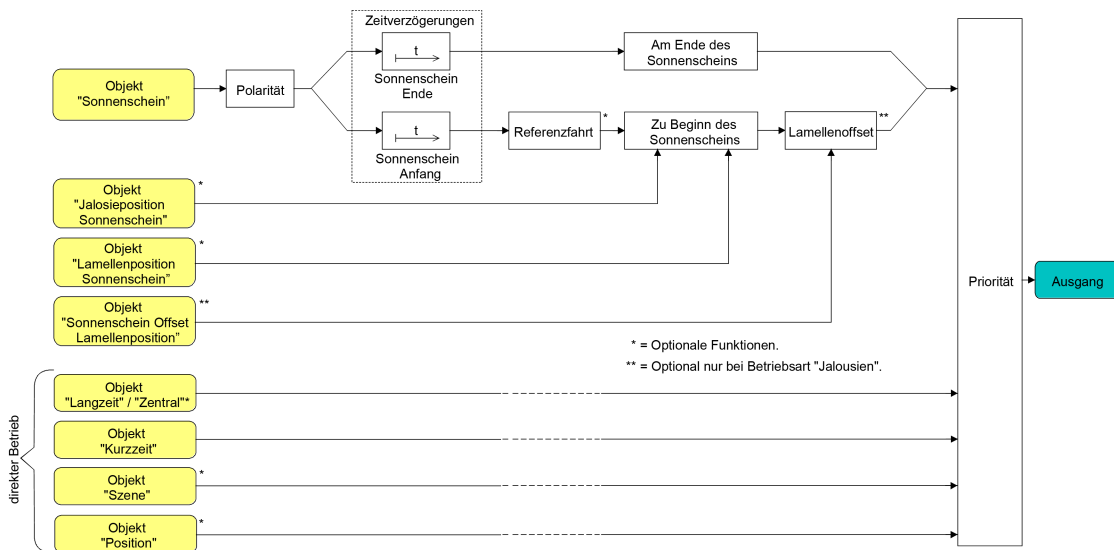 Zeitverzögerungen
t
Sonnenschein
Ende
Am Ende des
Sonnenscheins
Objekt
"Sonnenschein"
Polarität
t
Sonnenschein
Anfang
Referenzfahrt
*
Zu Beginn des
Sonnenscheins
Lamellenoffset
**
Objekt
"Jalosieposition
Sonnenschein"
*
Objekt
"Lamellenposition
Sonnenschein"
*
Objekt
"Sonnenschein Offset
Lamellenposition"
**
Priorität
Ausgang
* = Optionale Funktionen.
** = Optional nur bei Betriebsart "Jalousien".
direkter Betrieb
Objekt
"Langzeit" / "Zentral"*
Objekt
"Kurzzeit"
Objekt
"Szene"
*
Objekt
"Position"
*